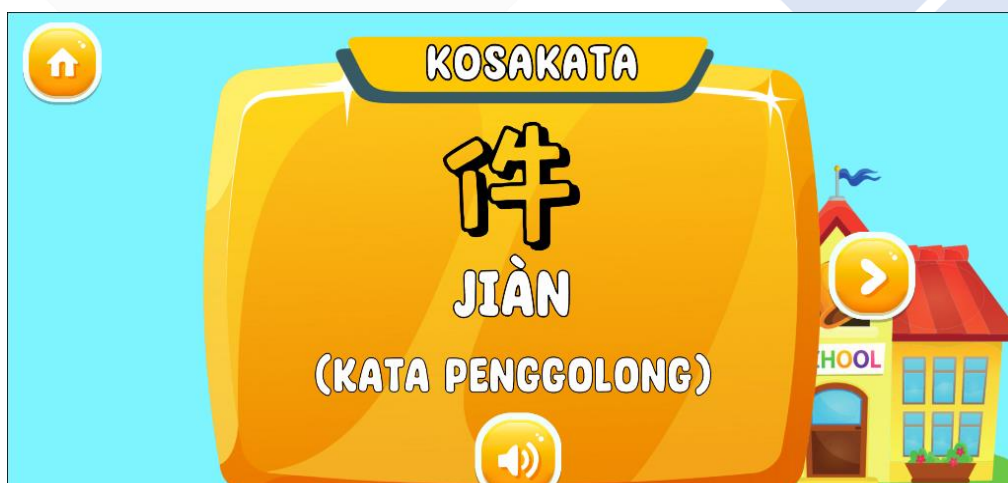 KOSAKATA
件
JIÀN
(KATA PENGGOLONG)
HOOL